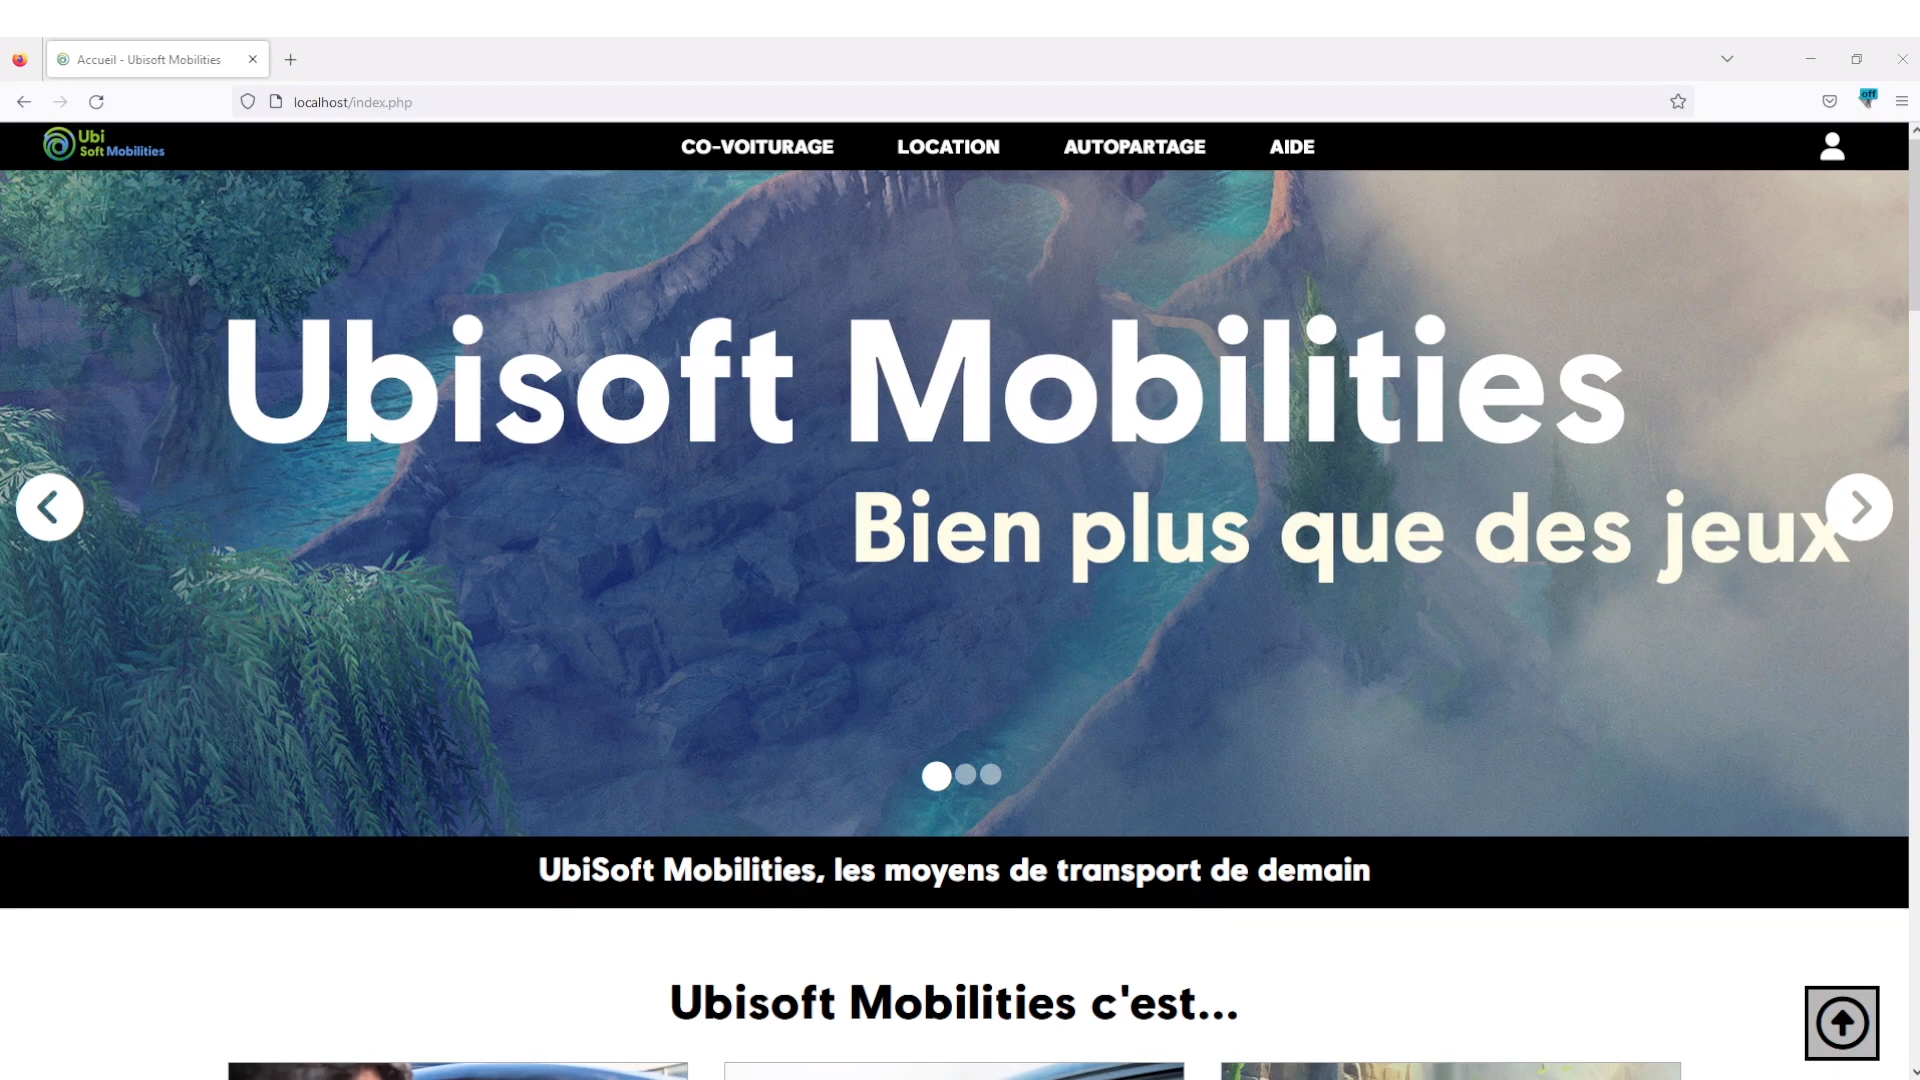 Accueil - Ubisoft Mobilities
localhost/index.php
off
Ubi
Soft Mobilities
CO-VOITURAGE
LOCATION
AUTOPARTAGE
AIDE
Ubisoft Mobilities
Bien plus que des jeux
UbiSoft Mobilities, les moyens de transport de demain
Ubisoft Mobilities c'est...